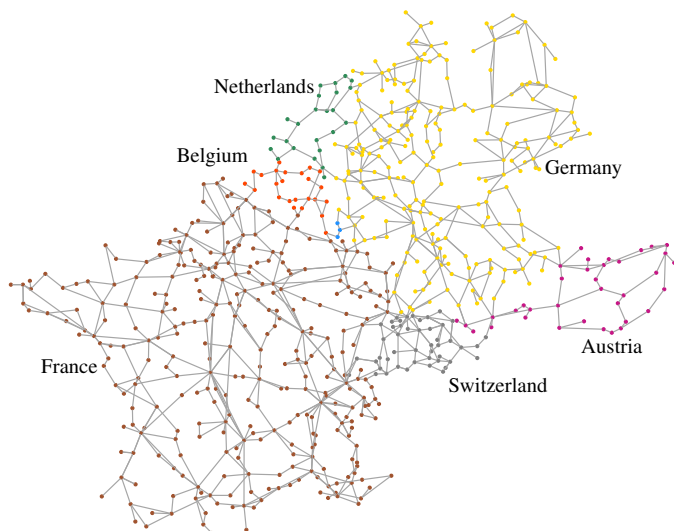 Netherlands
Belgium
Germany
Austria
France
Switzerland